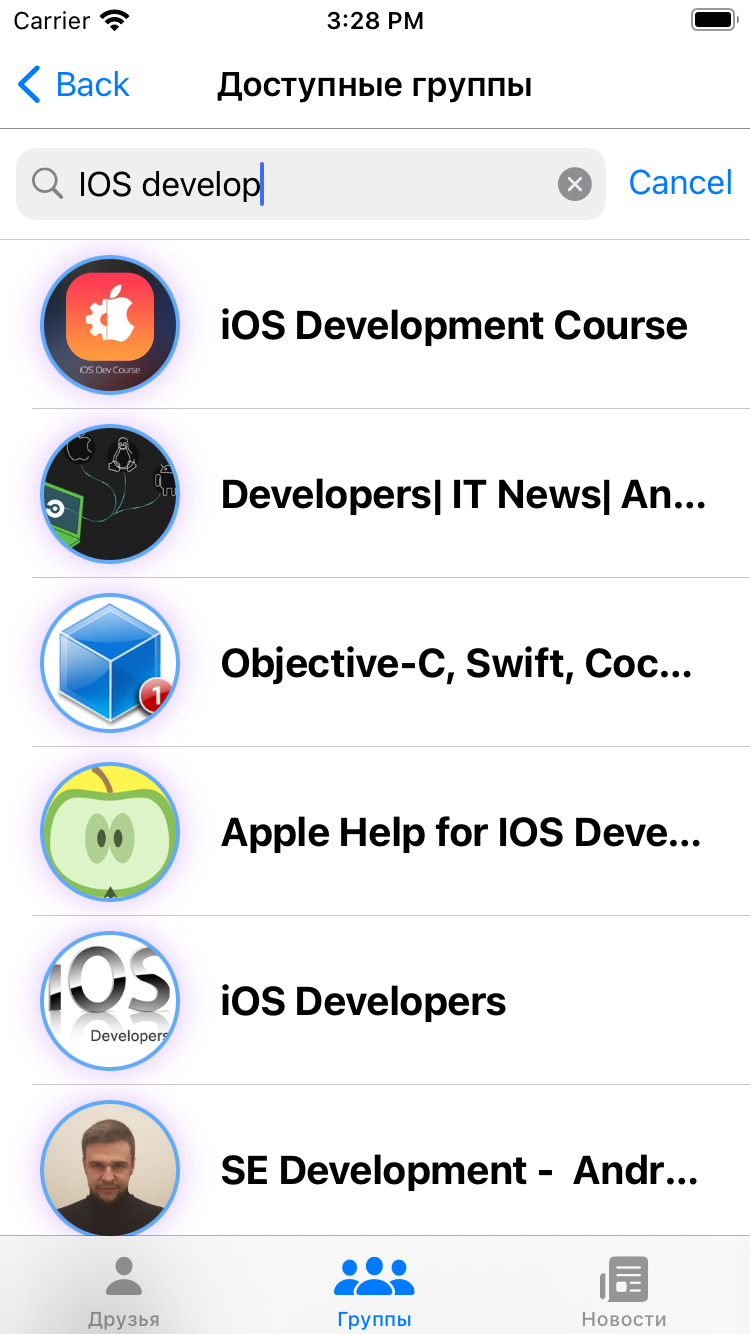 Carrier 3:28 PM
Back Доступные группы
IOS develop Cancel
iOS Dev Course
iOS Development Course
Developers| IT News| An...
1
Objective-C, Swift, Coc...
Apple Help for IOS Deve...
iOS
Developers
iOS Developers
SE Development -  Andr...
Друзья Группы Новости